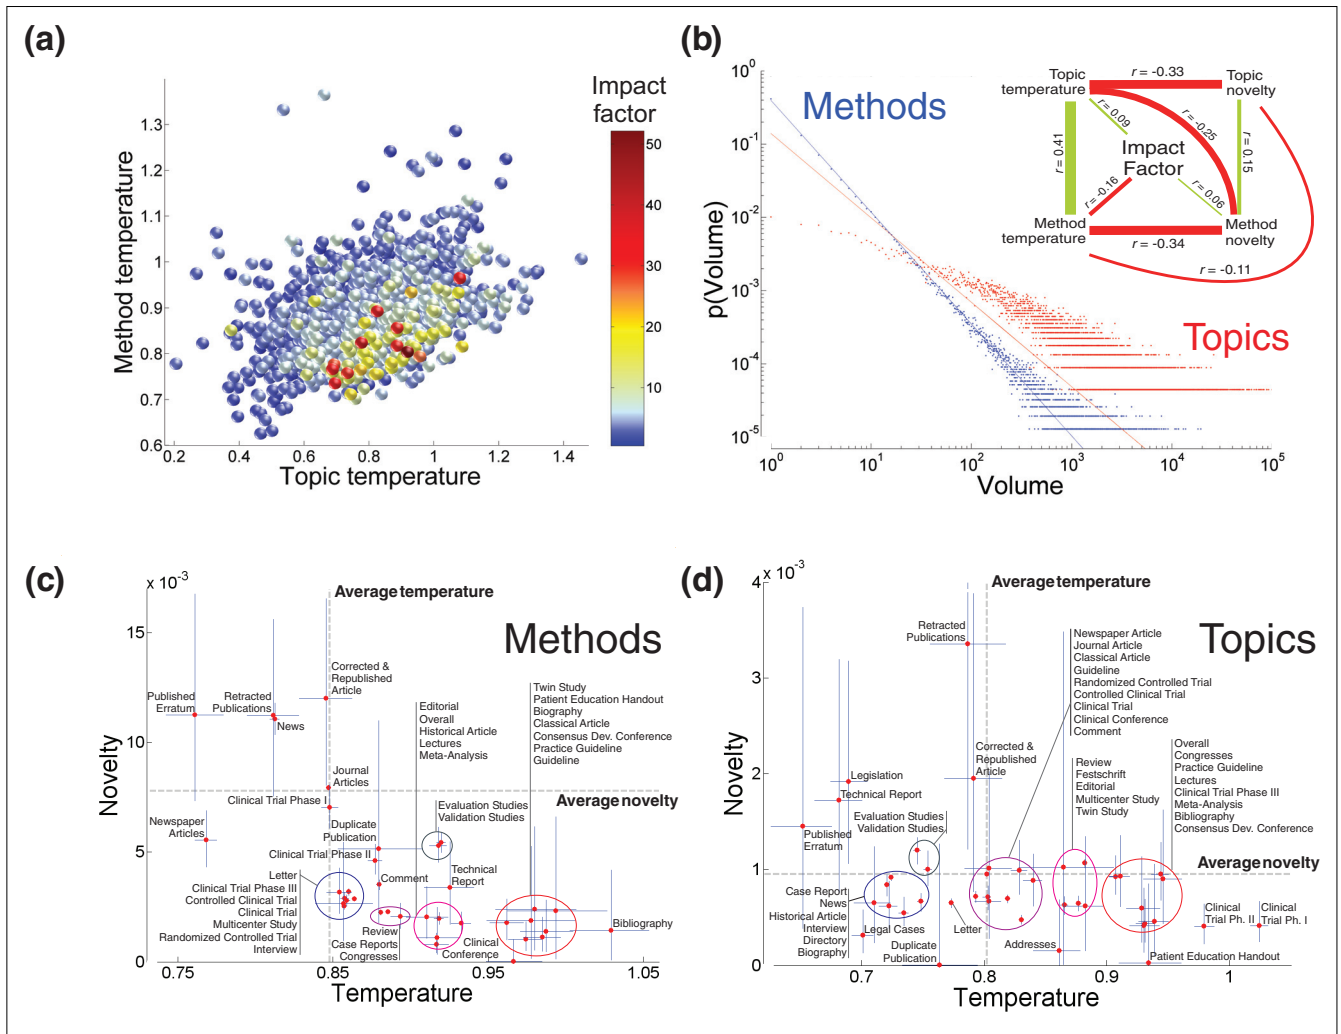 (a)
Impact
factor
50
40
30
20
10
Method temperature
1.3
1.2
1.1
1
0.9
0.8
0.7
0.6
0.2
0.4
0.6
0.8
1
1.2
1.4
Topic temperature
(b)
Methods
Topics
p(Volume)
10^0
10^-1
10^-2
10^-3
10^-4
10^-5
10^0
10^1
10^2
10^3
10^4
10^5
Volume
Topic
temperature
r = -0.33
Topic
novelty
r = 0.09
r = -0.25
r = 0.41
Impact
Factor
r = 0.15
r = -0.16
r = 0.06
Method
temperature
r = -0.34
Method
novelty
r = -0.11
(c)
x 10^-3
Average temperature
Methods
15
10
5
0
Novelty
Published
Erratum
Retracted
Publications
News
Corrected &
Republished
Article
Journal
Articles
Clinical Trial Phase I
Newspaper
Articles
Duplicate
Publication
Clinical Trial Phase II
Letter
Clinical Trial Phase III
Controlled Clinical Trial
Clinical Trial
Multicenter Study
Randomized Controlled Trial
Interview
Comment
Review
Case Reports
Congresses
Editorial
Overall
Historical Article
Lectures
Meta-Analysis
Twin Study
Patient Education Handout
Biography
Classical Article
Consensus Dev. Conference
Practice Guideline
Guideline
Average novelty
Evaluation Studies
Validation Studies
Technical
Report
Clinical
Conference
Bibliography
0.75
0.85
0.95
1.05
Temperature
(d)
x 10^-3
Average temperature
Topics
4
3
2
1
0
Novelty
Retracted
Publications
Newspaper Article
Journal Article
Classical Article
Guideline
Randomized Controlled Trial
Controlled Clinical Trial
Clinical Trial
Clinical Conference
Comment
Corrected &
Republished
Article
Legislation
Technical Report
Evaluation Studies
Validation Studies
Published
Erratum
Review
Festschrift
Editorial
Multicenter Study
Twin Study
Overall
Congresses
Practice Guideline
Lectures
Clinical Trial Phase III
Meta-Analysis
Bibliography
Consensus Dev. Conference
Average novelty
Case Report
News
Historical Article
Interview
Directory
Biography
Legal Cases
Duplicate
Publication
Letter
Addresses
Clinical
Trial Ph. II
Clinical
Trial Ph. I
Patient Education Handout
0.7
0.8
0.9
1
Temperature